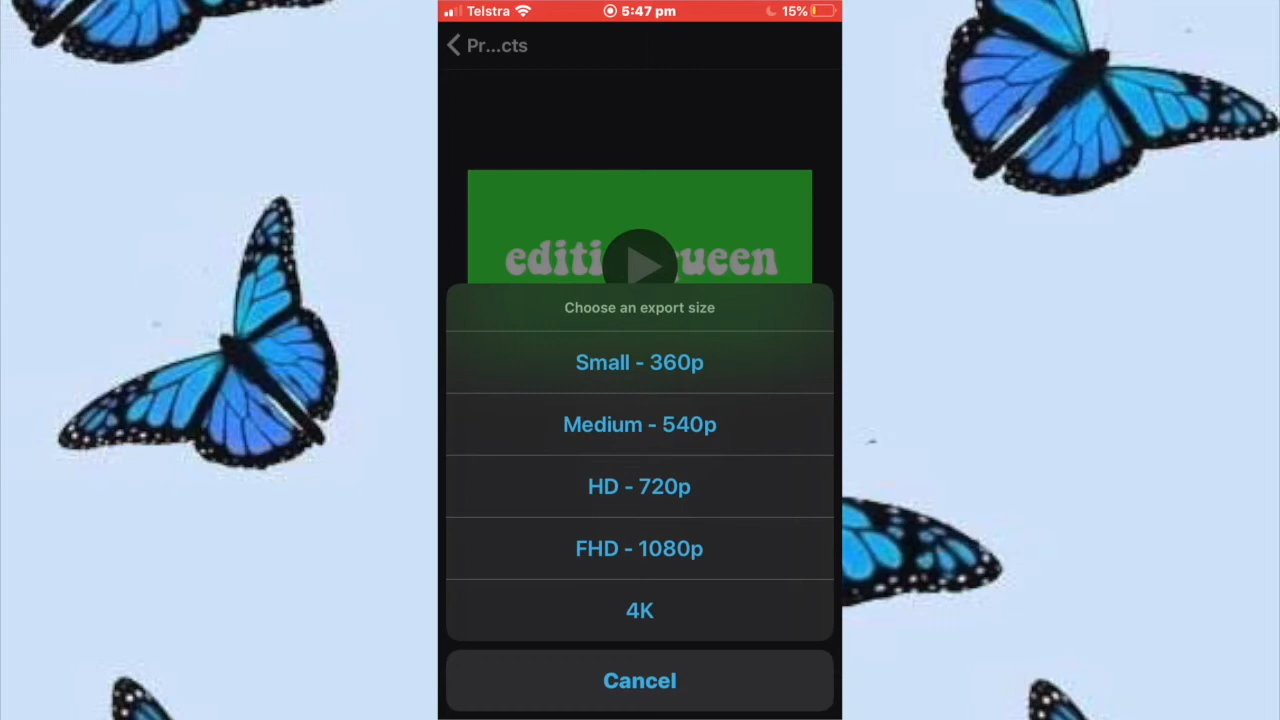 Telstra 5:47 pm 15%
Pr...cts
Choose an export size
Small - 360p
Medium - 540p
HD - 720p
FHD - 1080p
4K
Cancel